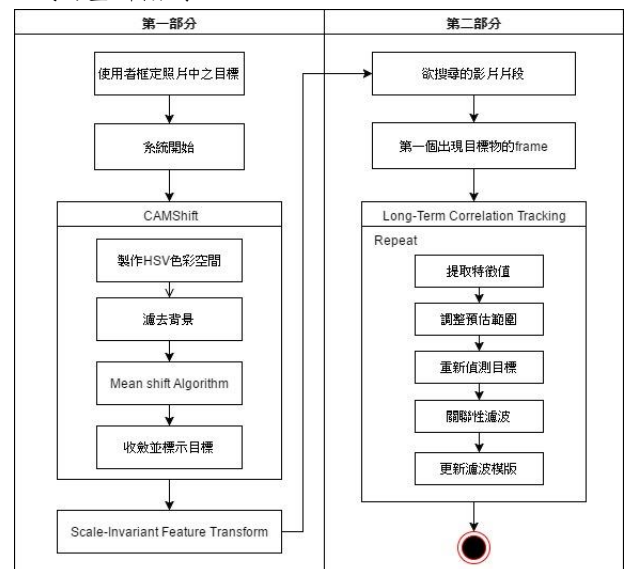 第一部分
使用者框定照片中之目標
系統開始
CAMShift
製作HSV色彩空間
濾去背景
Mean shift Algorithm
收斂並標示目標
Scale-Invariant Feature Transform
第二部分
欲搜尋的影片片段
第一個出現目標物的frame
Long-Term Correlation Tracking
Repeat
提取特徵值
調整預估範圍
重新偵測目標
關聯性濾波
更新濾波模版